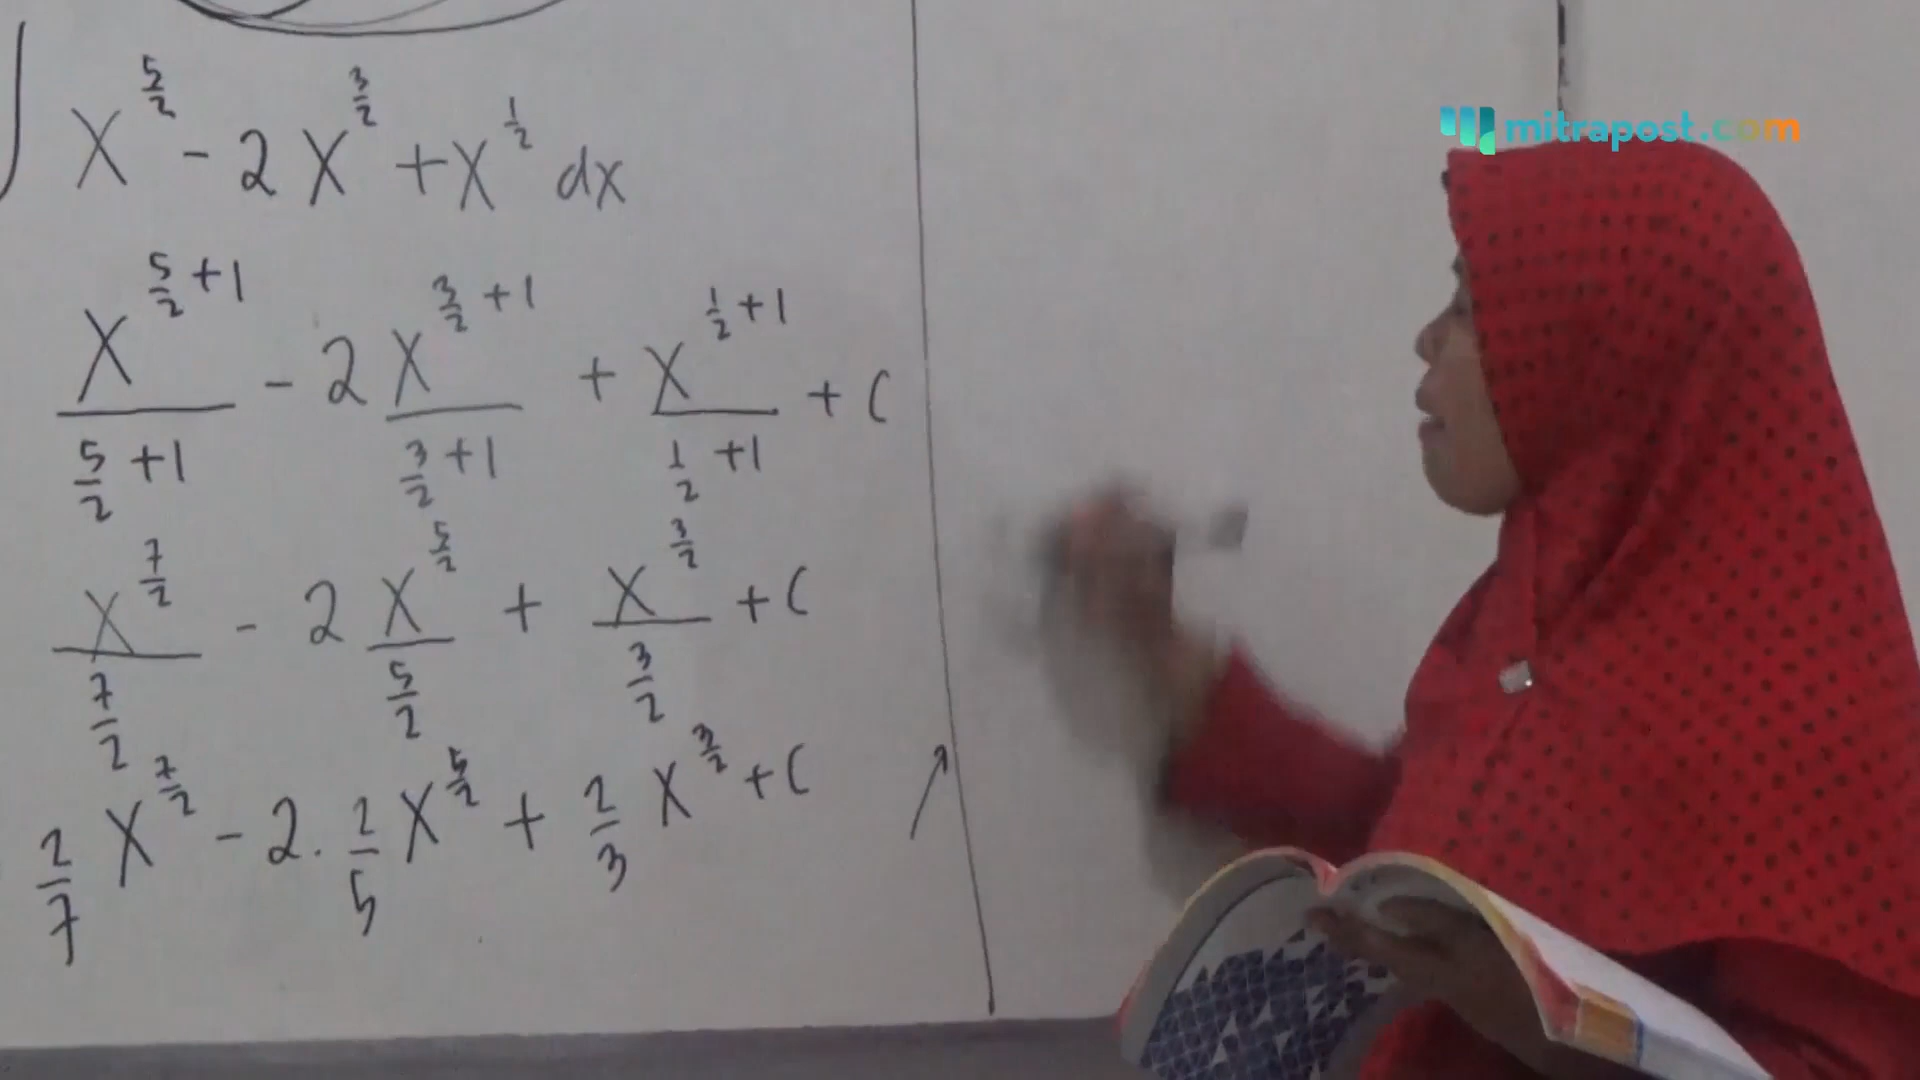 ∫ x^{5/2} - 2x^{3/2} + x^{1/2} dx
x^{5/2 + 1} / (5/2 + 1) - 2 x^{3/2 + 1} / (3/2 + 1) + x^{1/2 + 1} / (1/2 + 1) + C
x^{7/2} / (7/2) - 2 x^{5/2} / (5/2) + x^{3/2} / (3/2) + C
2/7 x^{7/2} - 2 . 2/5 x^{5/2} + 2/3 x^{3/2} + C
mitrapost.com